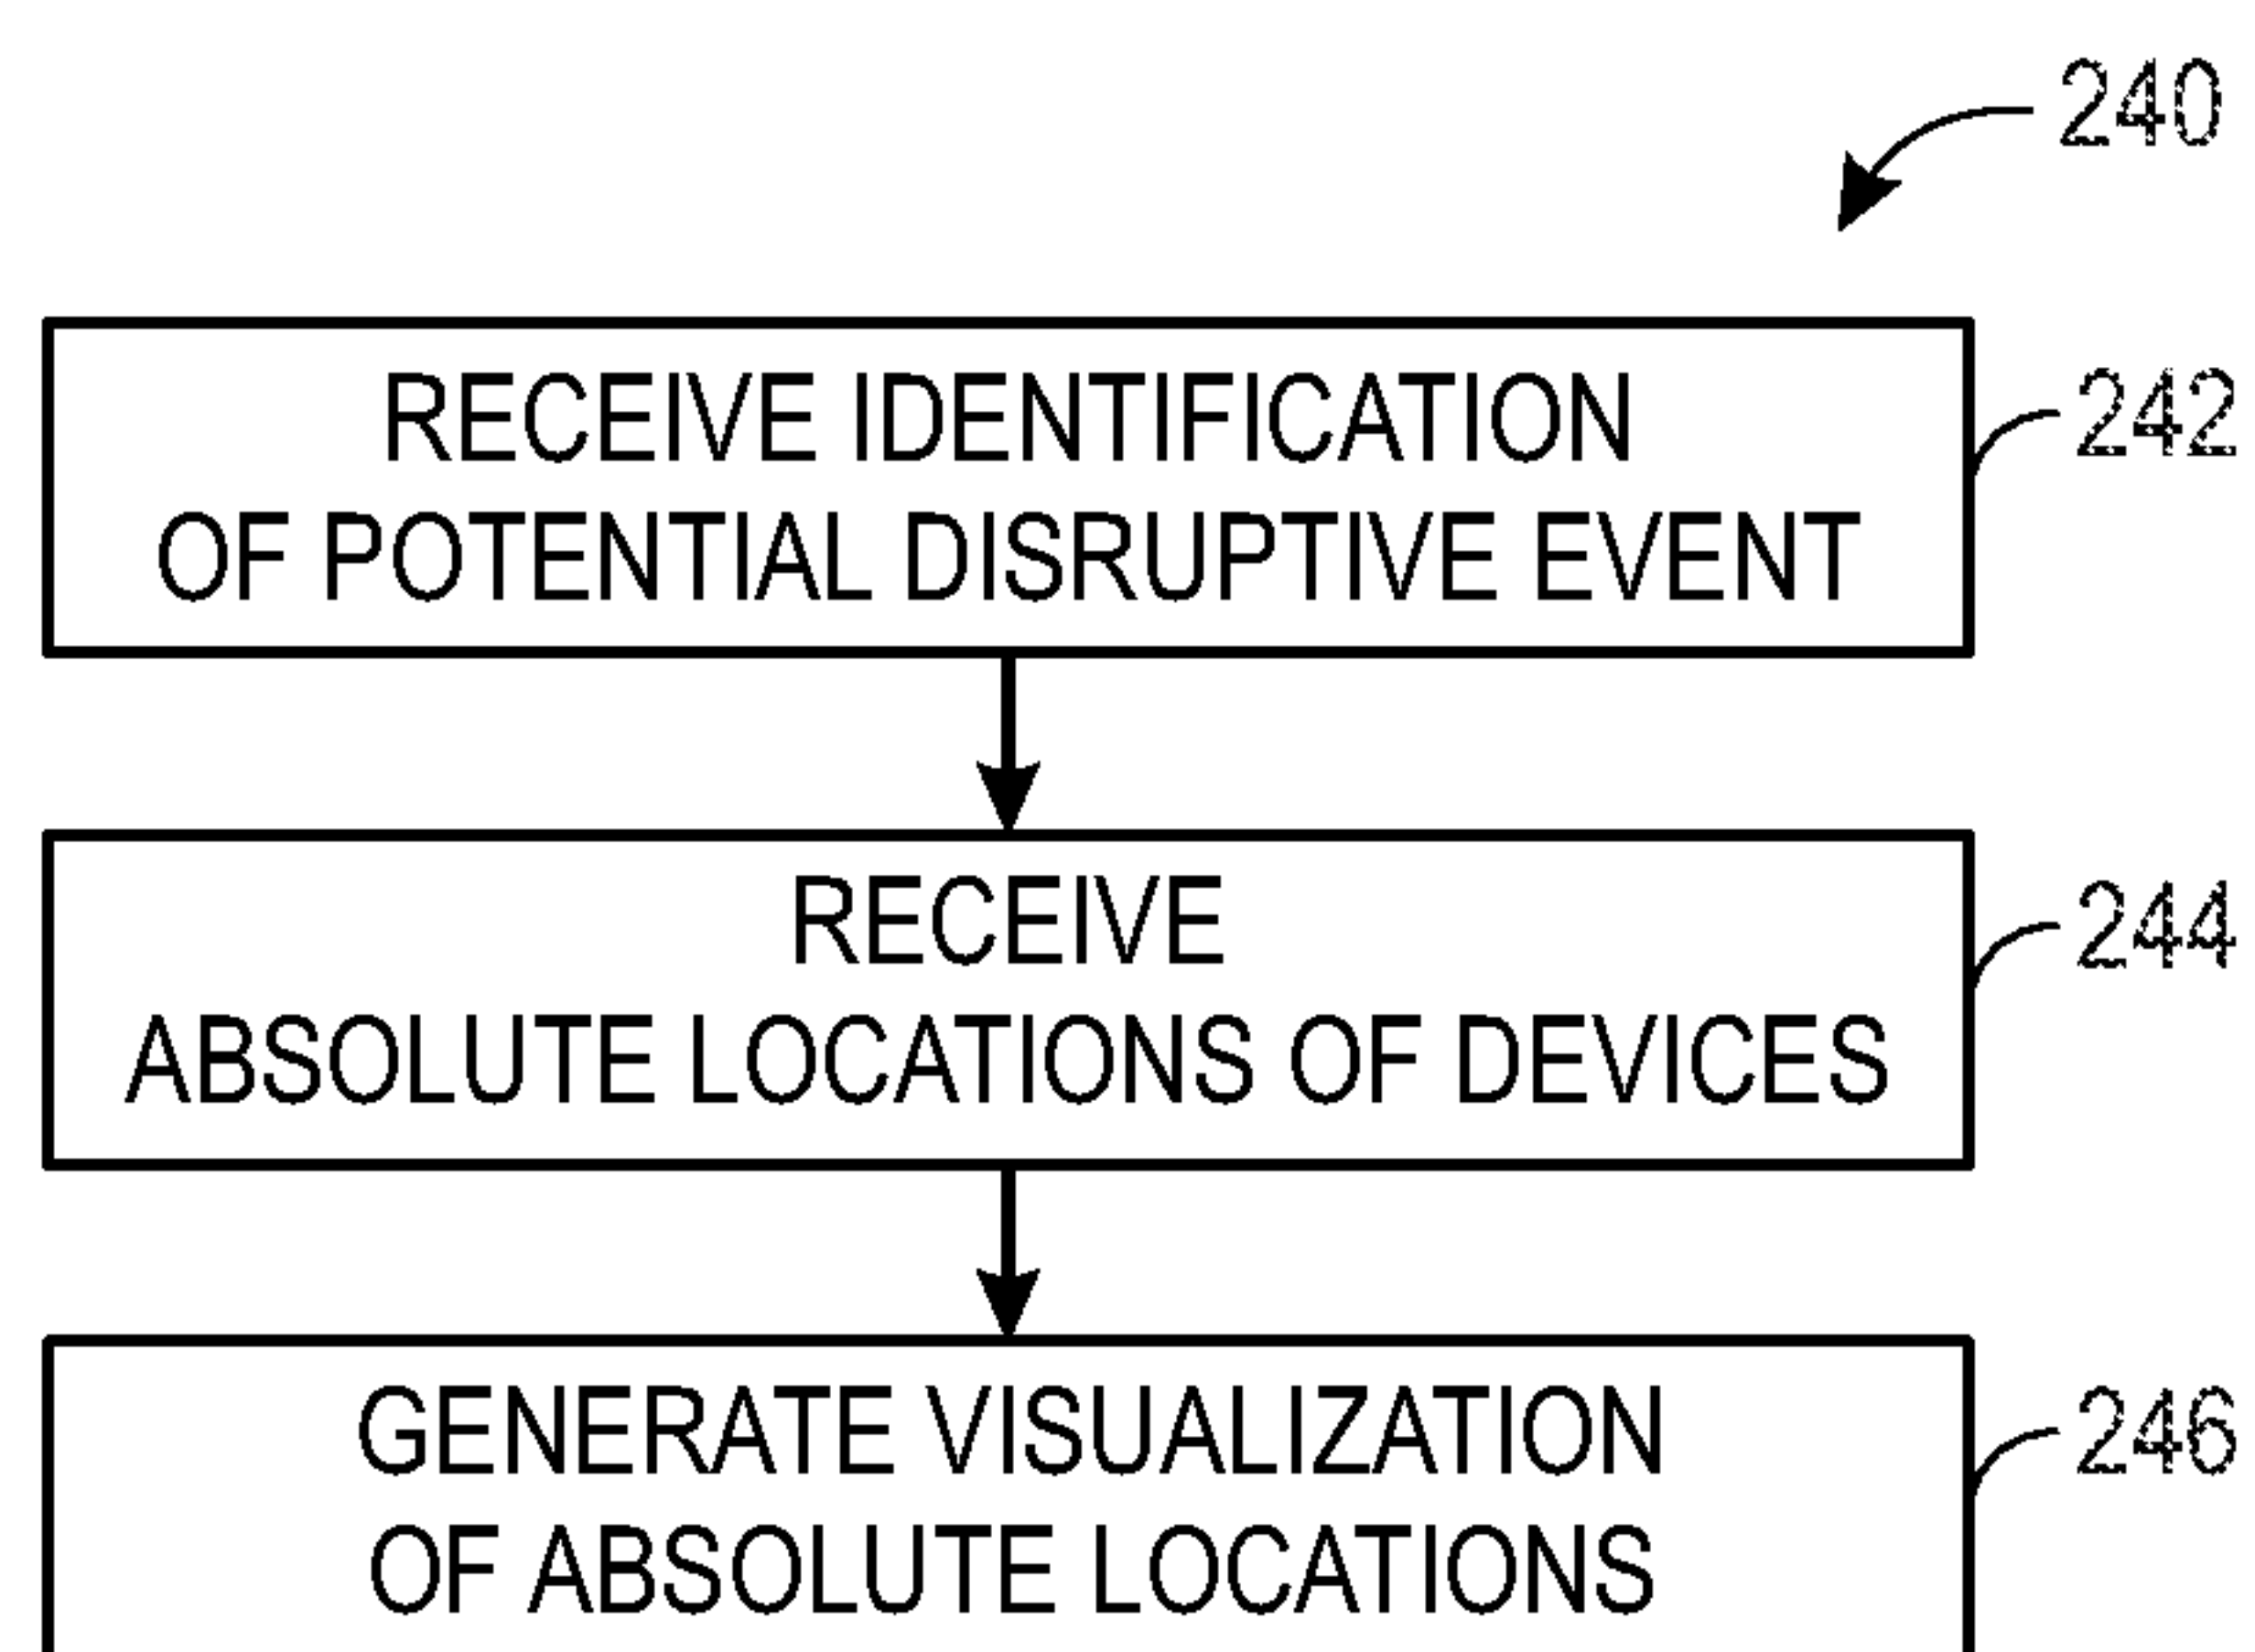 240
RECEIVE IDENTIFICATION
OF POTENTIAL DISRUPTIVE EVENT
242
RECEIVE
ABSOLUTE LOCATIONS OF DEVICES
244
GENERATE VISUALIZATION
OF ABSOLUTE LOCATIONS
246